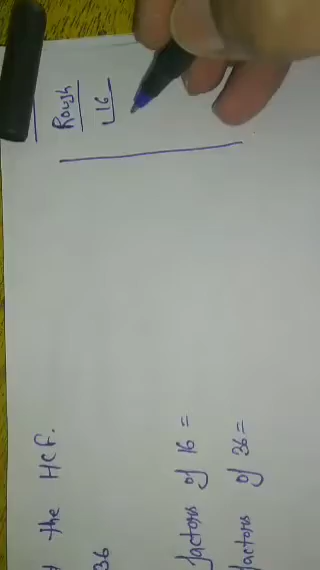 the HCF.
36
factors of 16 =
factors of 36 =
Rough
16